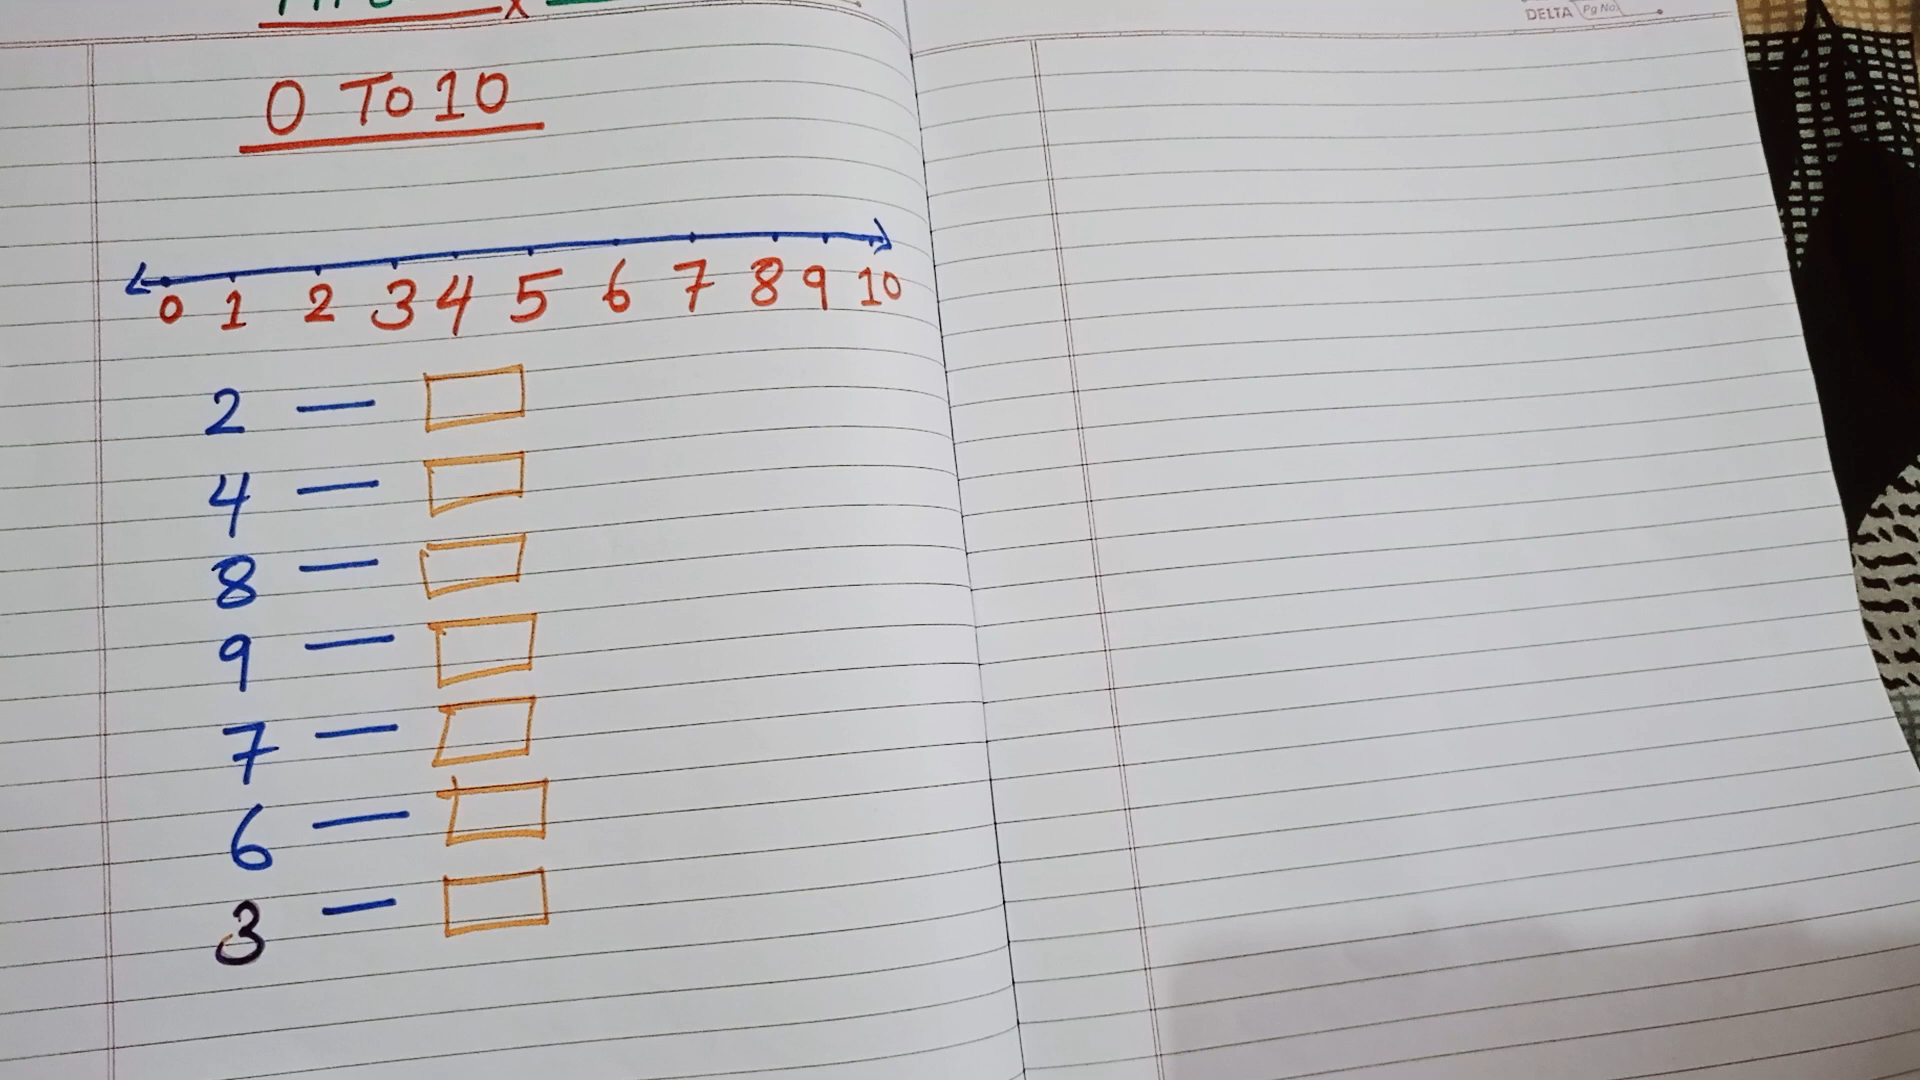 DELTA Pg No
0 TO 10
0 1 2 3 4 5 6 7 8 9 10
2 —
4 —
8 —
9 —
7 —
6 —
3 —